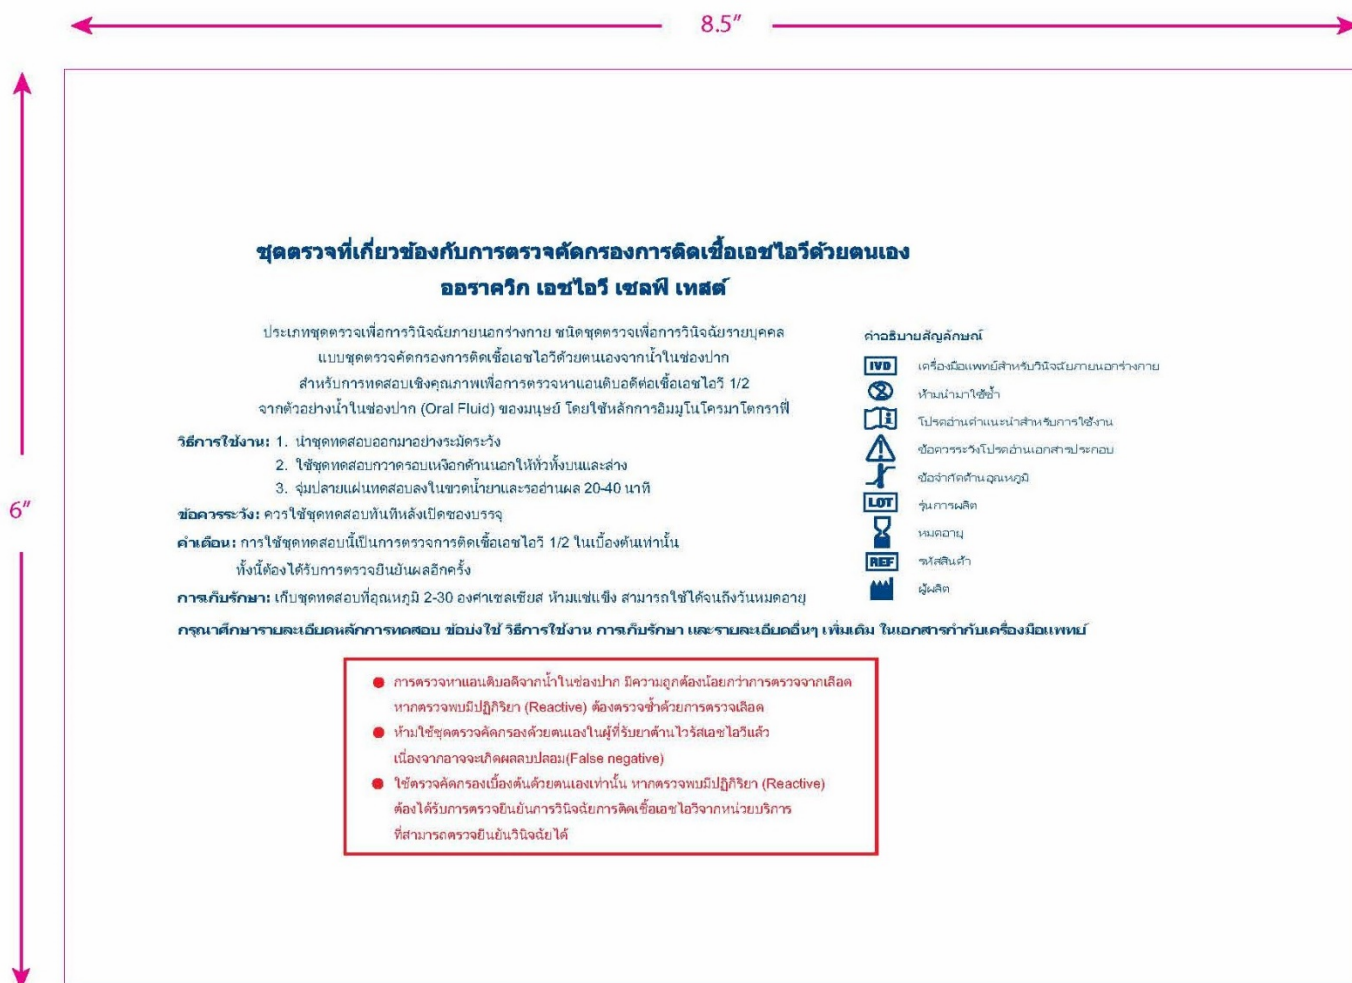 8.5"
6"
ชุดตรวจที่เกี่ยวข้องกับการตรวจคัดกรองการติดเชื้อเอชไอวีด้วยตนเอง
ออราควิก เอชไอวี เซลฟ์ เทสต์
ประเภทชุดตรวจเพื่อการวินิจฉัยภายนอกร่างกาย ชนิดชุดตรวจเพื่อการวินิจฉัยรายบุคคล
แบบชุดตรวจคัดกรองการติดเชื้อเอชไอวีด้วยตนเองจากน้ำในช่องปาก
สำหรับการทดสอบเชิงคุณภาพเพื่อการตรวจหาแอนติบอดีต่อเชื้อเอชไอวี 1/2
จากตัวอย่างน้ำในช่องปาก (Oral Fluid) ของมนุษย์ โดยใช้หลักการอิมมูโนโครมาโตกราฟี่
วิธีการใช้งาน: 1. นำชุดทดสอบออกมาอย่างระมัดระวัง
2. ใช้ชุดทดสอบกวาดรอบเหงือกด้านนอกให้ทั่วทั้งบนและล่าง
3. จุ่มปลายแผ่นทดสอบลงในขวดน้ำยาและรออ่านผล 20-40 นาที
ข้อควรระวัง: ควรใช้ชุดทดสอบทันทีหลังเปิดซองบรรจุ
คำเตือน: การใช้ชุดทดสอบนี้เป็นการตรวจการติดเชื้อเอชไอวี 1/2 ในเบื้องต้นเท่านั้น
ทั้งนี้ต้องได้รับการตรวจยืนยันผลอีกครั้ง
การเก็บรักษา: เก็บชุดทดสอบที่อุณหภูมิ 2-30 องศาเซลเซียส ห้ามแช่แข็ง สามารถใช้ได้จนถึงวันหมดอายุ
คำอธิบายสัญลักษณ์
IVD เครื่องมือแพทย์สำหรับวินิจฉัยภายนอกร่างกาย
2 ห้ามนำมาใช้ซ้ำ
i โปรดอ่านคำแนะนำสำหรับการใช้งาน
ข้อควรระวังโปรดอ่านเอกสารประกอบ
ข้อจำกัดด้านอุณหภูมิ
LOT รุ่นการผลิต
หมดอายุ
REF รหัสสินค้า
ผู้ผลิต
กรุณาศึกษารายละเอียดหลักการทดสอบ ข้อบ่งใช้ วิธีการใช้งาน การเก็บรักษา และรายละเอียดอื่นๆ เพิ่มเติม ในเอกสารกำกับเครื่องมือแพทย์
● การตรวจหาแอนติบอดีจากน้ำในช่องปาก มีความถูกต้องน้อยกว่าการตรวจจากเลือด
หากตรวจพบมีปฏิกิริยา (Reactive) ต้องตรวจซ้ำด้วยการตรวจเลือด
● ห้ามใช้ชุดตรวจคัดกรองด้วยตนเองในผู้ที่รับยาต้านไวรัสเอชไอวีแล้ว
เนื่องจากอาจจะเกิดผลลบปลอม(False negative)
● ใช้ตรวจคัดกรองเบื้องต้นด้วยตนเองเท่านั้น หากตรวจพบมีปฏิกิริยา (Reactive)
ต้องได้รับการตรวจยืนยันการวินิจฉัยการติดเชื้อเอชไอวีจากหน่วยบริการ
ที่สามารถตรวจยืนยันวินิจฉัยได้